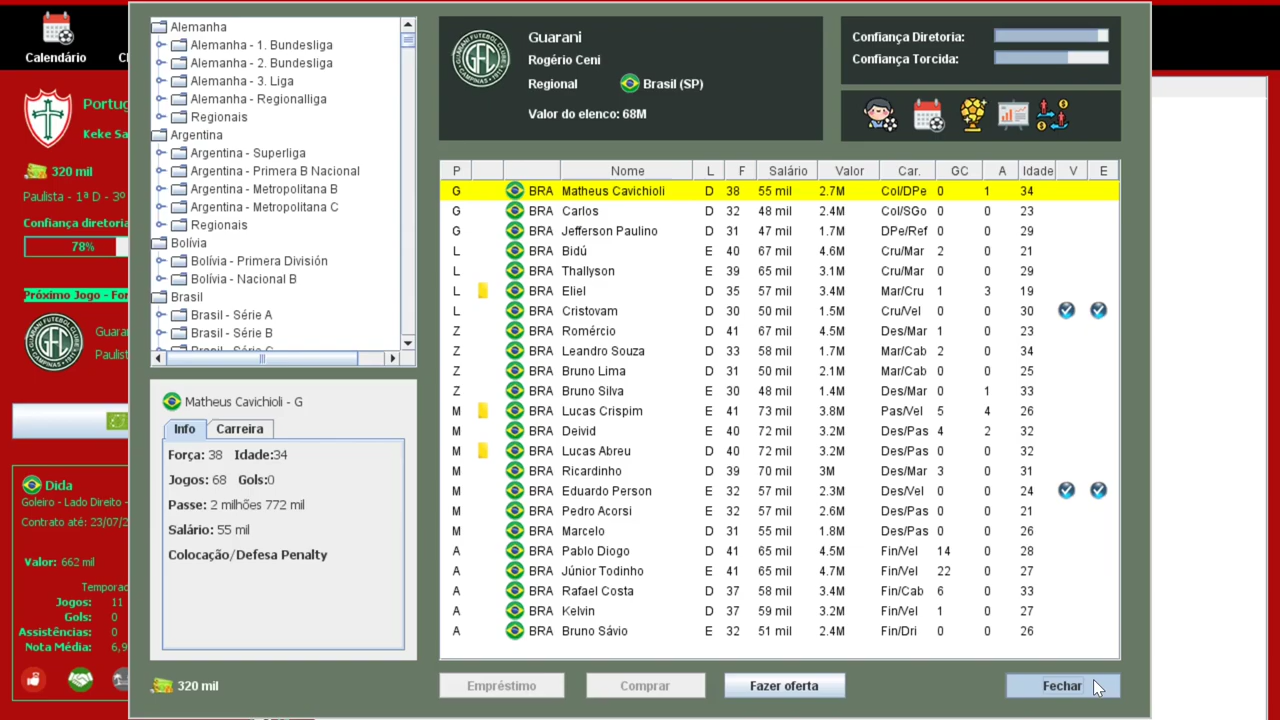 Calendário
Portug
Keke Sa
320 mil
Paulista - 1ª D - 3º
Confiança diretoria
78%
Próximo Jogo - For
Guara
Paulist
Dida
Goleiro - Lado Direito -
Contrato até: 23/07/2
Valor: 662 mil
Temporad
Jogos: 11
Gols: 0
Assistências: 0
Nota Média: 6,9
Alemanha
Alemanha - 1. Bundesliga
Alemanha - 2. Bundesliga
Alemanha - 3. Liga
Alemanha - Regionalliga
Regionais
Argentina
Argentina - Superliga
Argentina - Primera B Nacional
Argentina - Metropolitana B
Argentina - Metropolitana C
Regionais
Bolívia
Bolívia - Primera División
Bolívia - Nacional B
Brasil
Brasil - Série A
Brasil - Série B
Brasil - Série C
Matheus Cavichioli - G
Info Carreira
Força: 38 Idade:34
Jogos: 68 Gols:0
Passe: 2 milhões 772 mil
Salário: 55 mil
Colocação/Defesa Penalty
320 mil
Guarani
Rogério Ceni
Regional Brasil (SP)
Valor do elenco: 68M
Confiança Diretoria:
Confiança Torcida:
P Nome L F Salário Valor Car. GC A Idade V E
G BRA Matheus Cavichioli D 38 55 mil 2.7M Col/DPe 0 1 34
G BRA Carlos D 32 48 mil 2.4M Col/SGo 0 0 23
G BRA Jefferson Paulino D 31 47 mil 1.7M DPe/Ref 0 0 29
L BRA Bidú E 40 67 mil 4.6M Cru/Mar 2 0 21
L BRA Thallyson E 39 65 mil 3.1M Cru/Mar 0 0 29
L BRA Eliel D 35 57 mil 3.4M Mar/Cru 1 3 19
L BRA Cristovam D 30 50 mil 1.5M Cru/Vel 0 0 30
Z BRA Romércio D 41 67 mil 4.5M Des/Mar 1 0 23
Z BRA Leandro Souza D 33 58 mil 1.7M Mar/Cab 2 0 34
Z BRA Bruno Lima D 31 50 mil 2.1M Mar/Cab 0 0 25
Z BRA Bruno Silva E 30 48 mil 1.4M Des/Mar 0 1 33
M BRA Lucas Crispim E 41 73 mil 3.8M Pas/Vel 5 4 26
M BRA Deivid E 40 72 mil 3.2M Des/Pas 4 2 32
M BRA Lucas Abreu D 40 72 mil 3.2M Des/Pas 0 0 32
M BRA Ricardinho D 39 70 mil 3M Des/Mar 3 0 31
M BRA Eduardo Person E 32 57 mil 2.3M Des/Vel 0 0 24
M BRA Pedro Acorsi E 32 57 mil 2.6M Des/Pas 0 0 21
M BRA Marcelo D 31 55 mil 1.8M Des/Pas 0 0 26
A BRA Pablo Diogo D 41 65 mil 4.5M Fin/Vel 14 0 28
A BRA Júnior Todinho E 41 65 mil 4.7M Fin/Vel 22 0 27
A BRA Rafael Costa D 37 58 mil 3.4M Fin/Cab 6 0 33
A BRA Kelvin D 37 59 mil 3.2M Fin/Vel 1 0 27
A BRA Bruno Sávio E 32 51 mil 2.4M Fin/Dri 0 0 26
Empréstimo Comprar Fazer oferta Fechar